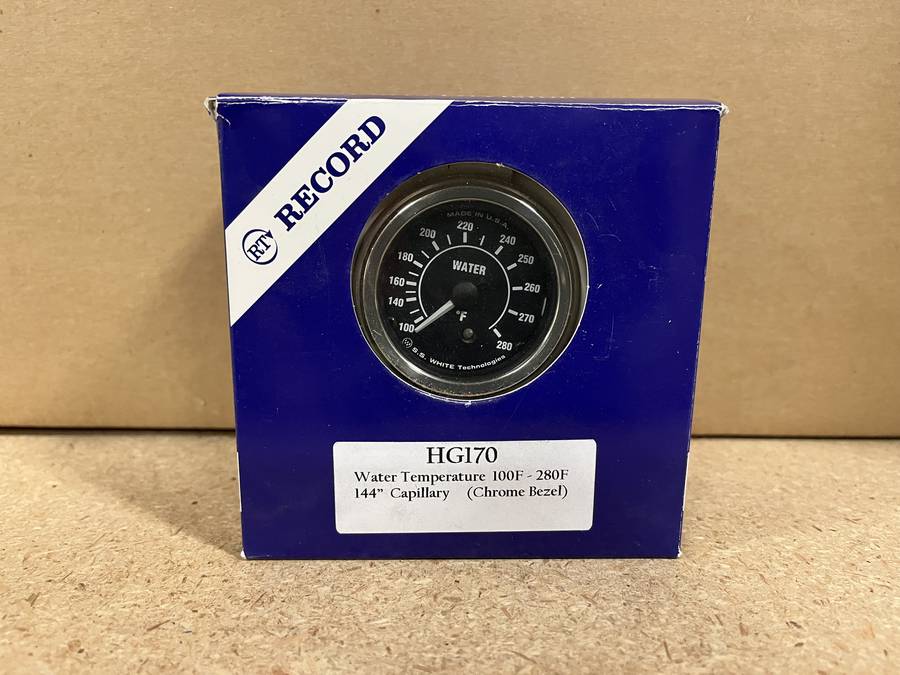 RT
RECORD
MADE IN U.S.A.
100
140
160
180
200
220
240
250
260
270
280
WATER
°F
S.S. WHITE Technologies
HG170
Water Temperature 100F - 280F
144” Capillary (Chrome Bezel)